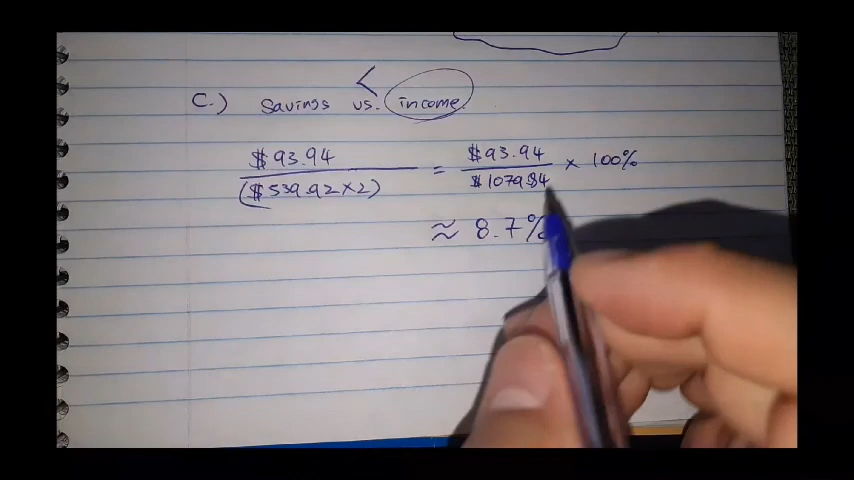 C.) Savings vs. income <
$93.94 / ($539.92×2) = $93.94 / $1079.84 × 100%
≈ 8.7%